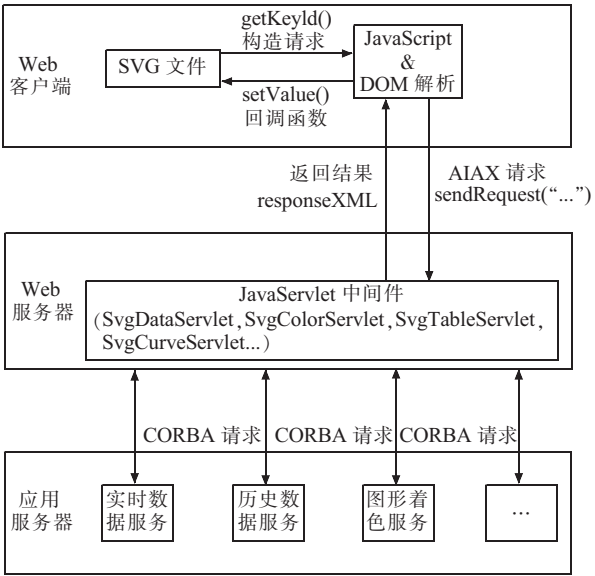 getKeyld()
构造请求
Web
客户端
SVG 文件
JavaScript
&
DOM 解析
setValue()
回调函数
返回结果
responseXML
AIAX 请求
sendRequest(“...”)
Web
服务器
JavaServlet 中间件
(SvgDataServlet,SvgColorServlet,SvgTableServlet,
SvgCurveServlet...)
CORBA 请求
CORBA 请求
CORBA 请求
应用
服务器
实时数
据服务
历史数
据服务
图形着
色服务
...